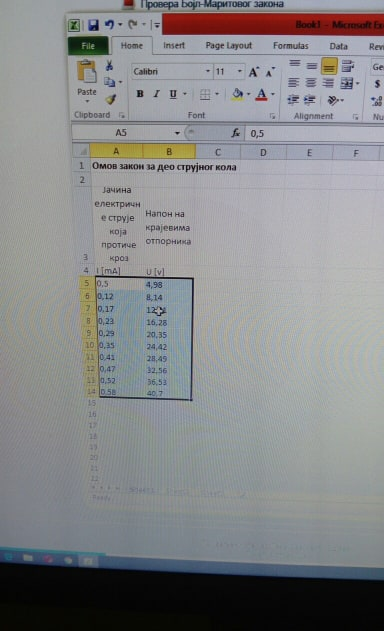 Провера Бојл-Маритовог закона
Book1 - Microsoft Ex
File Home Insert Page Layout Formulas Data Rev
Paste
Calibri 11
B I U
Clipboard Font Alignment
A5 fx 0,5
A B C D E F
1 Омов закон за део струјног кола
2
3 Јачина електричн е струје која протиче кроз
Напон на крајевима отпорника
4 I [mA] U [v]
5 0,5 4,98
6 0,12 8,14
7 0,17
8 0,23 16,28
9 0,29 20,35
10 0,35 24,42
11 0,41 28,49
12 0,47 32,56
13 0,52 36,53
14 0,58 40,7
15
16
17
18
19
20
21
22
Ready